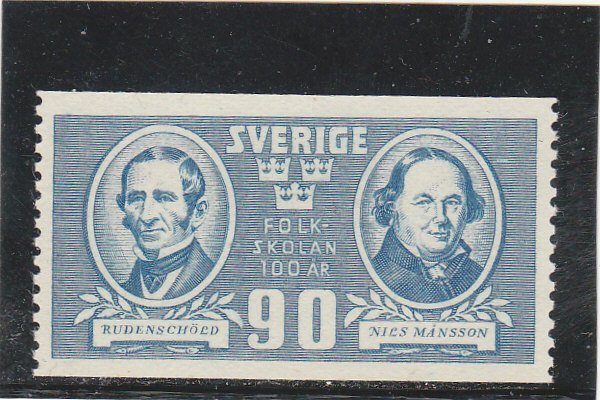 SVERIGE
FOLK-
SKOLAN
100 ÅR
RUDENSCHÖLD
90
NILS MÅNSSON